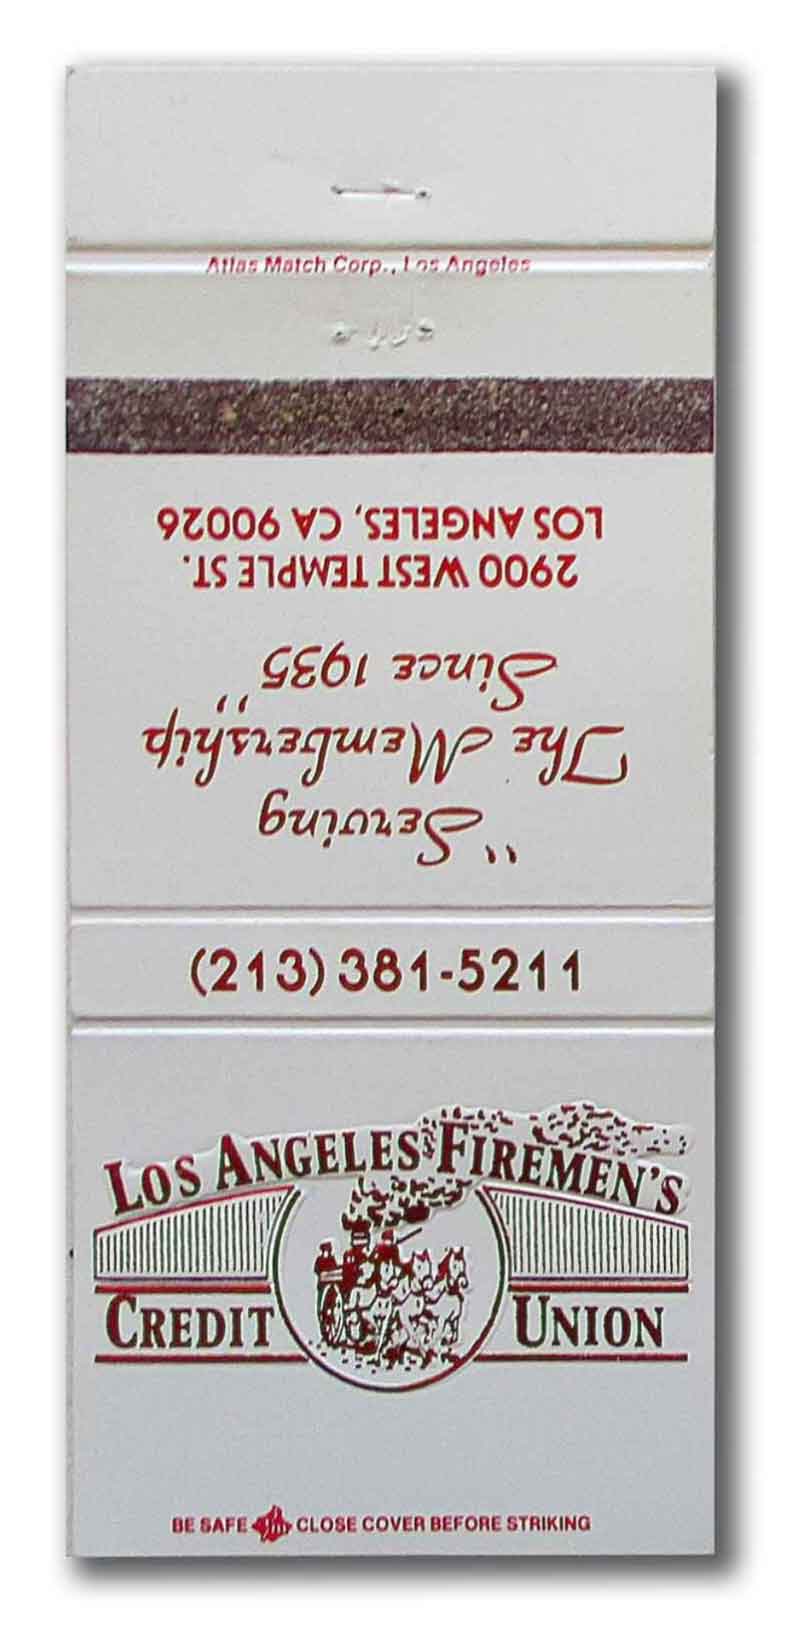 Atlas Match Corp., Los Angeles
"Serving
The Membership"
Since 1935
2900 WEST TEMPLE ST.
LOS ANGELES, CA 90026
(213) 381-5211
LOS ANGELES FIREMEN'S
CREDIT UNION
BE SAFE CLOSE COVER BEFORE STRIKING